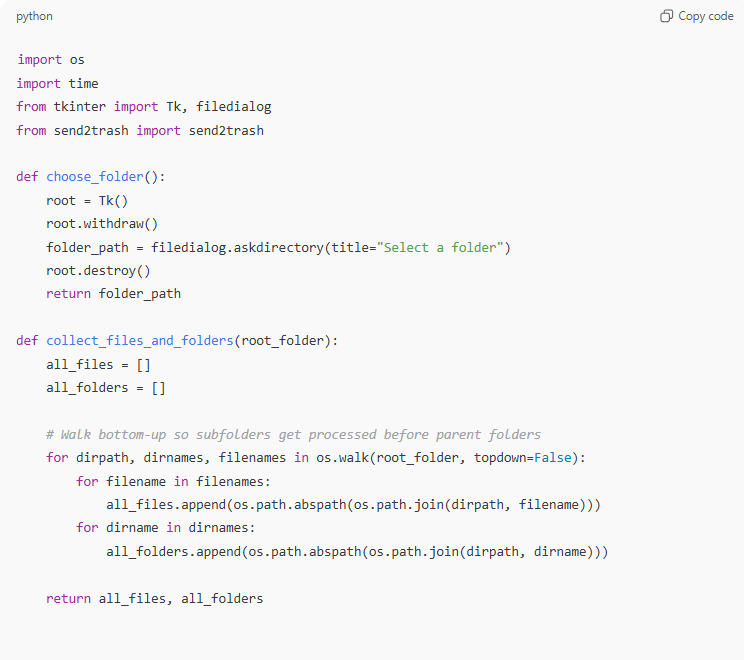 python
Copy code
import os
import time
from tkinter import Tk, filedialog
from send2trash import send2trash
def choose_folder():
    root = Tk()
    root.withdraw()
    folder_path = filedialog.askdirectory(title="Select a folder")
    root.destroy()
    return folder_path
def collect_files_and_folders(root_folder):
    all_files = []
    all_folders = []
    # Walk bottom-up so subfolders get processed before parent folders
    for dirpath, dirnames, filenames in os.walk(root_folder, topdown=False):
        for filename in filenames:
            all_files.append(os.path.abspath(os.path.join(dirpath, filename)))
        for dirname in dirnames:
            all_folders.append(os.path.abspath(os.path.join(dirpath, dirname)))
    return all_files, all_folders